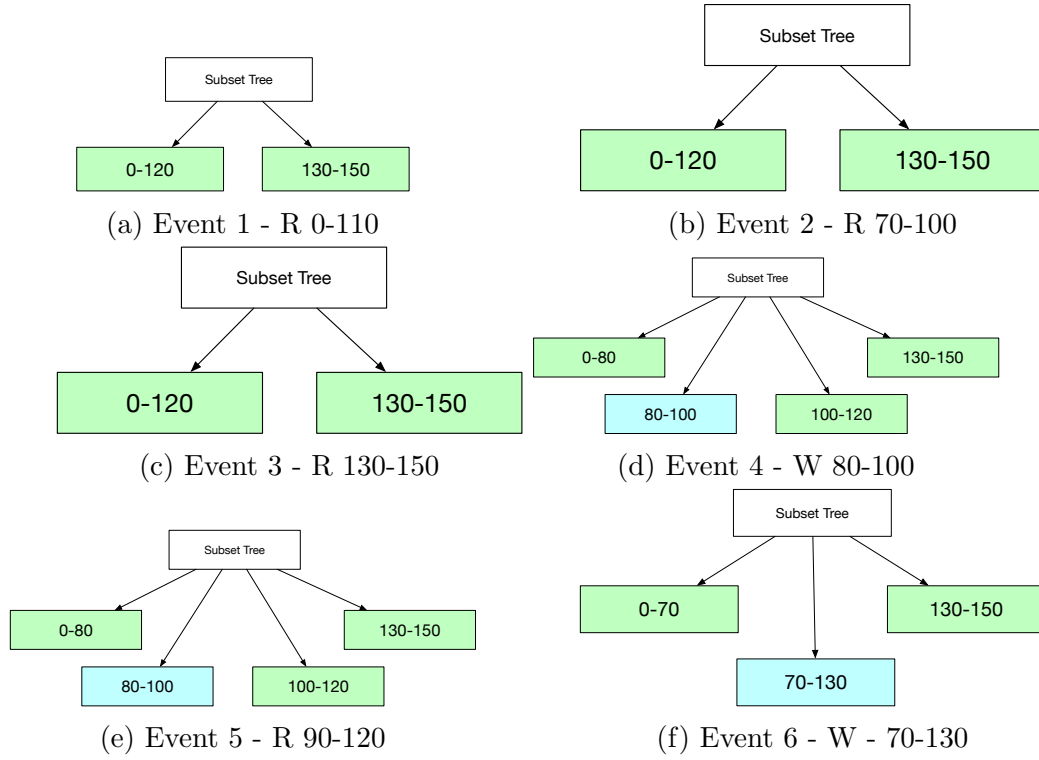 Subset Tree
0-120
130-150
(a) Event 1 - R 0-110
Subset Tree
0-120
130-150
(b) Event 2 - R 70-100
Subset Tree
0-120
130-150
(c) Event 3 - R 130-150
Subset Tree
0-80
130-150
80-100
100-120
(d) Event 4 - W 80-100
Subset Tree
0-80
130-150
80-100
100-120
(e) Event 5 - R 90-120
Subset Tree
0-70
130-150
70-130
(f) Event 6 - W - 70-130